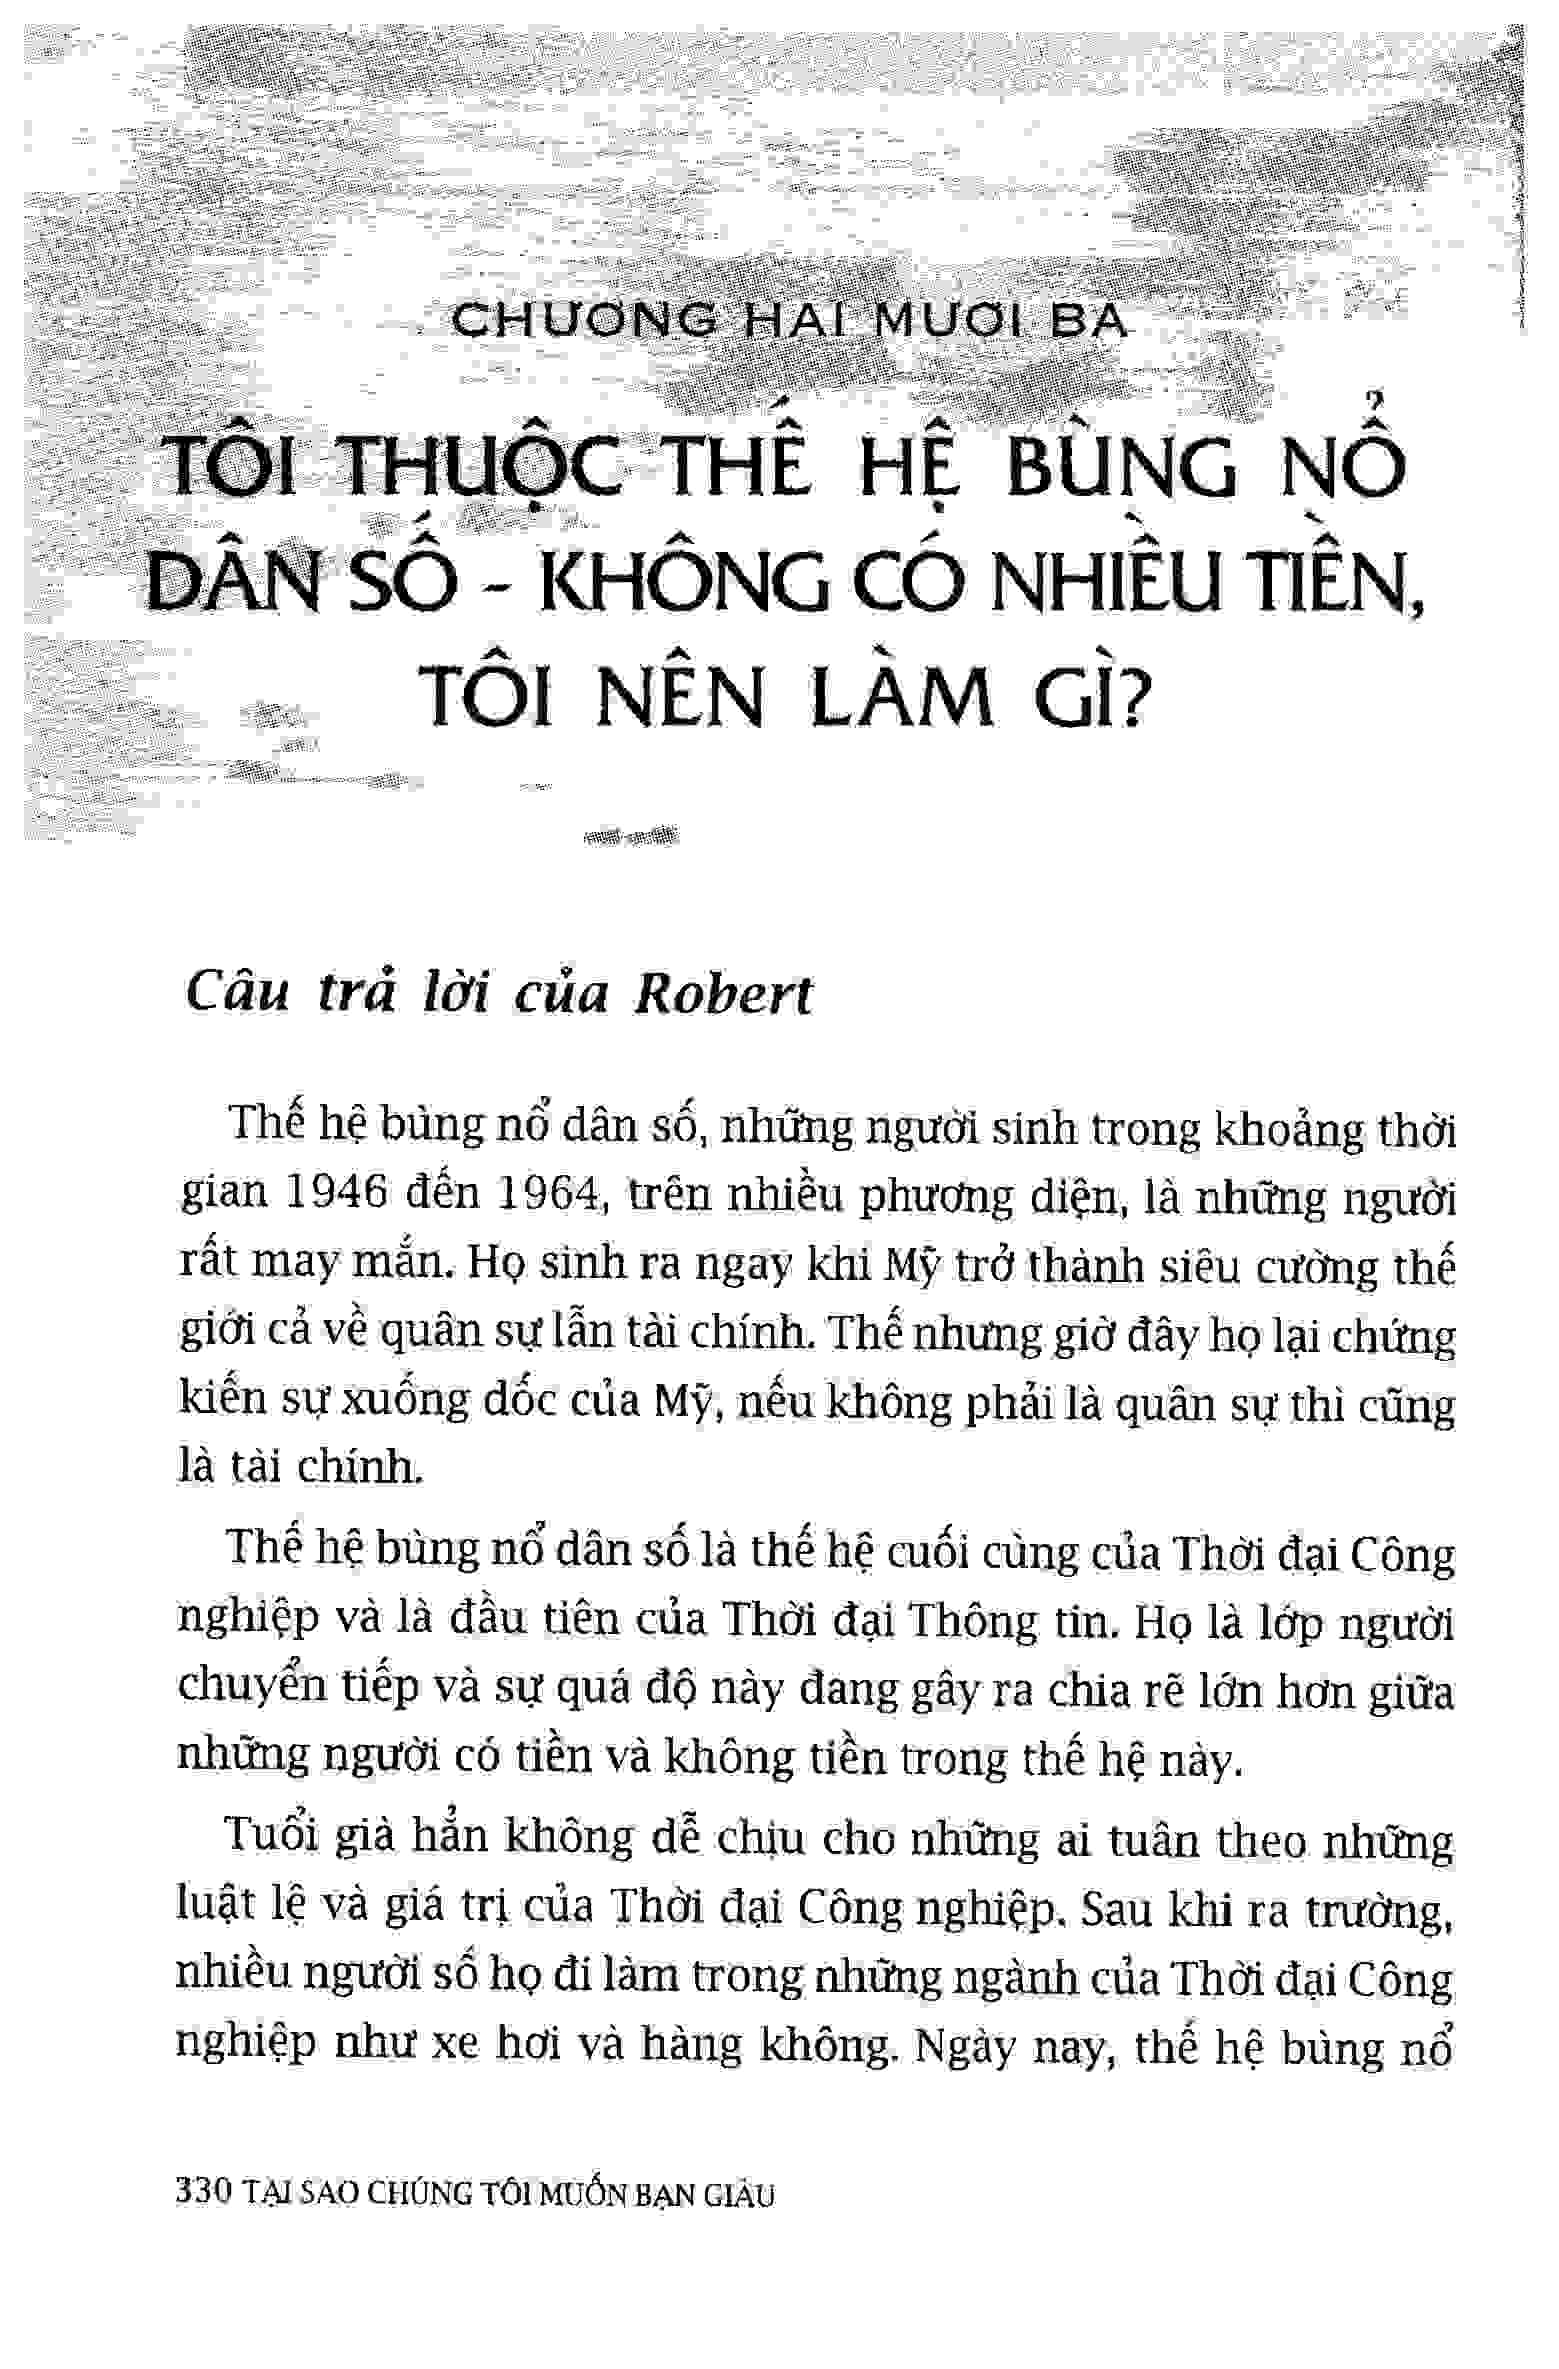 CHƯƠNG HAI MƯƠI BA
TÔI THUỘC THẾ HỆ BÙNG NỔ
DÂN SỐ - KHÔNG CÓ NHIỀU TIỀN,
TÔI NÊN LÀM GÌ?
Câu trả lời của Robert
Thế hệ bùng nổ dân số, những người sinh trong khoảng thời
gian 1946 đến 1964, trên nhiều phương diện, là những người
rất may mắn. Họ sinh ra ngay khi Mỹ trở thành siêu cường thế
giới cả về quân sự lẫn tài chính. Thế nhưng giờ đây họ lại chứng
kiến sự xuống dốc của Mỹ, nếu không phải là quân sự thì cũng
là tài chính.
Thế hệ bùng nổ dân số là thế hệ cuối cùng của Thời đại Công
nghiệp và là đầu tiên của Thời đại Thông tin. Họ là lớp người
chuyển tiếp và sự quá độ này đang gây ra chia rẽ lớn hơn giữa
những người có tiền và không tiền trong thế hệ này.
Tuổi già hẳn không dễ chịu cho những ai tuân theo những
luật lệ và giá trị của Thời đại Công nghiệp. Sau khi ra trường,
nhiều người số họ đi làm trong những ngành của Thời đại Công
nghiệp như xe hơi và hàng không. Ngày nay, thế hệ bùng nổ
330 TẠI SAO CHÚNG TÔI MUỐN BẠN GIÀU